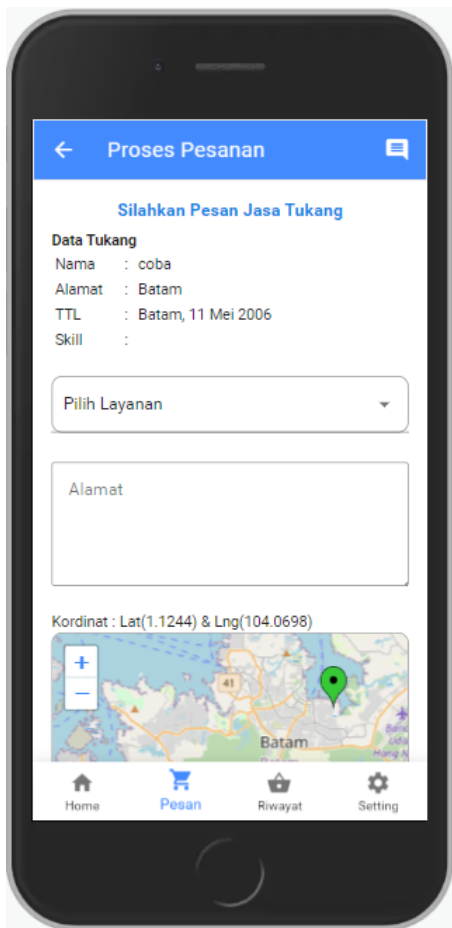 Proses Pesanan
Silahkan Pesan Jasa Tukang
Data Tukang
Nama : coba
Alamat : Batam
TTL : Batam, 11 Mei 2006
Skill :
Pilih Layanan
Alamat
Kordinat : Lat(1.1244) & Lng(104.0698)
+
−
41
Batam
Home Pesan Riwayat Setting